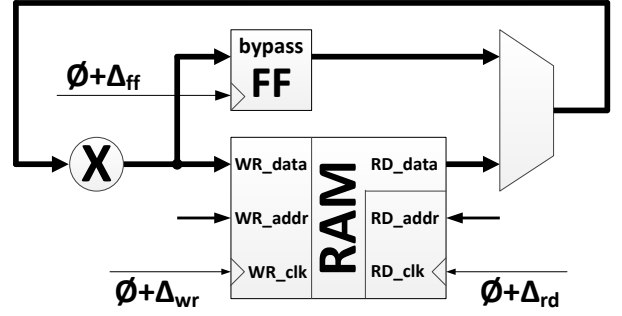 bypass
FF
Ø+Δff
X
WR_data
RAM
RD_data
WR_addr
RD_addr
WR_clk
RD_clk
Ø+Δwr
Ø+Δrd